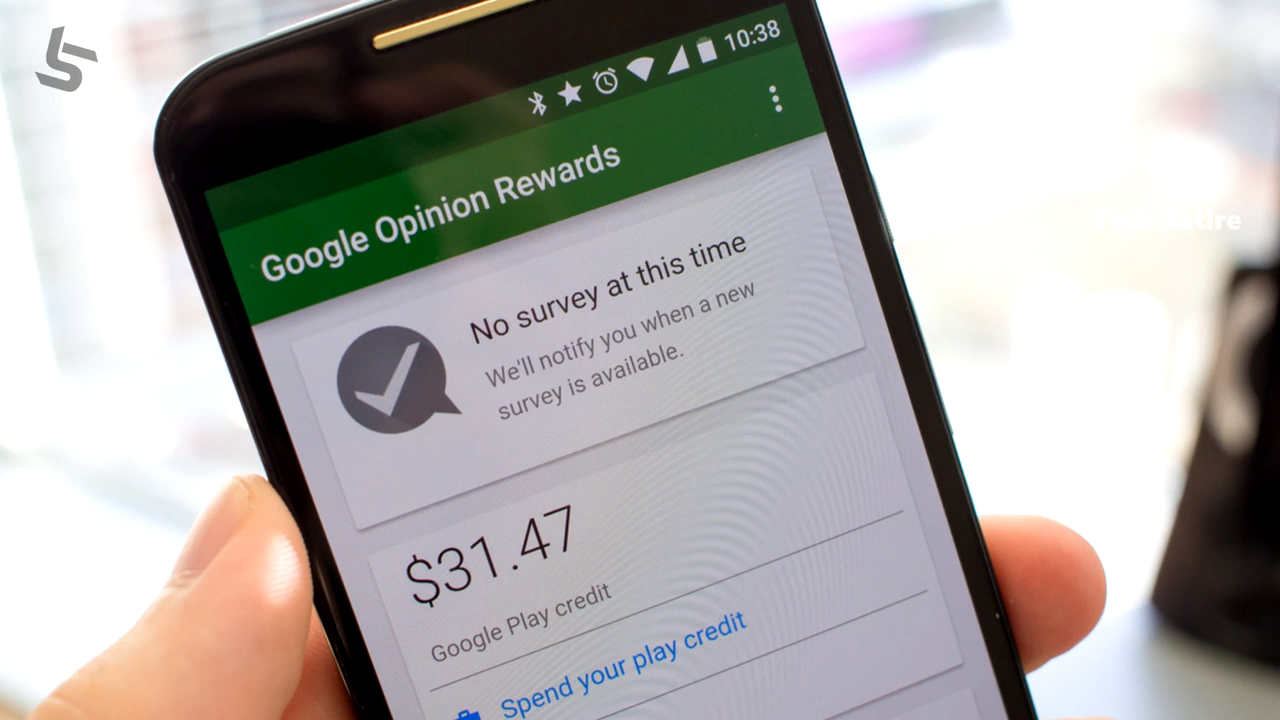 10:38
Google Opinion Rewards
No survey at this time
We'll notify you when a new
survey is available.
$31.47
Google Play credit
Spend your play credit